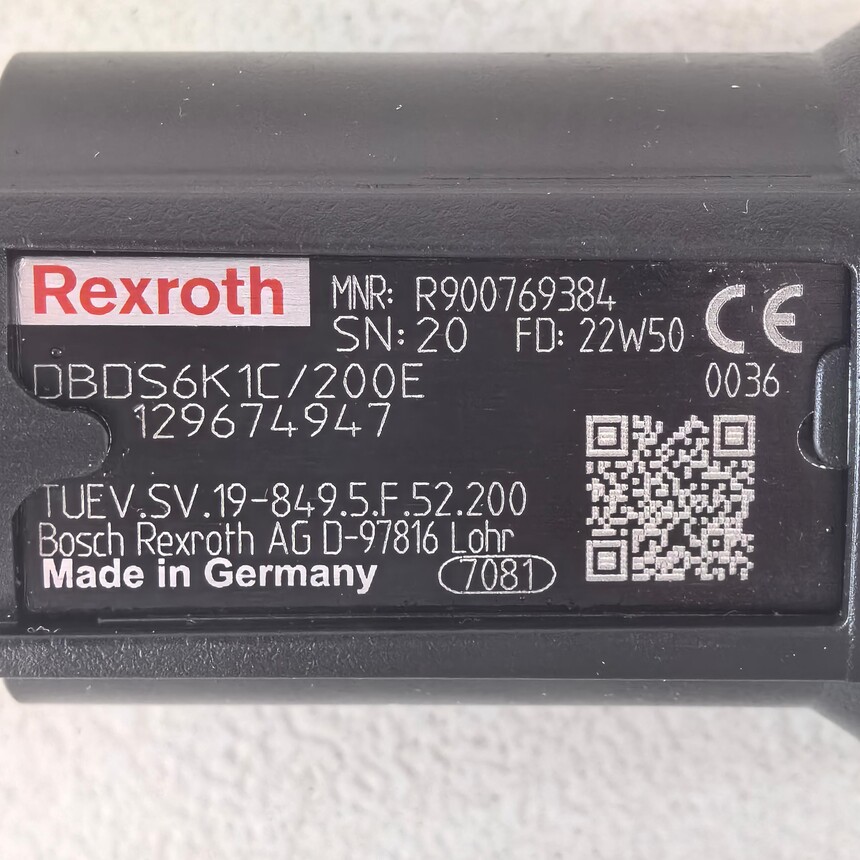 Rexroth
MNR: R900769384
SN: 20 FD: 22W50
CE
0036
DBDS6K1C/200E
129674947
TUEV.SV.19-849.5.F.52.200
Bosch Rexroth AG D-97816 Lohr
Made in Germany 7081